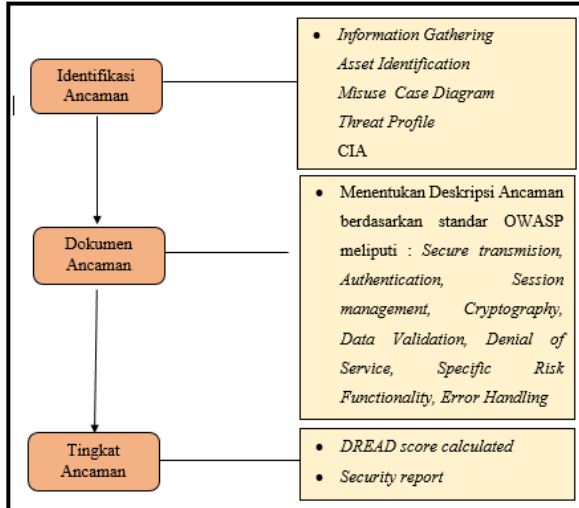 Identifikasi
Ancaman
• Information Gathering
Asset Identification
Misuse Case Diagram
Threat Profile
CIA
Dokumen
Ancaman
• Menentukan Deskripsi Ancaman
berdasarkan standar OWASP
meliputi : Secure transmision,
Authentication, Session
management, Cryptography,
Data Validation, Denial of
Service, Specific Risk
Functionality, Error Handling
Tingkat
Ancaman
• DREAD score calculated
• Security report